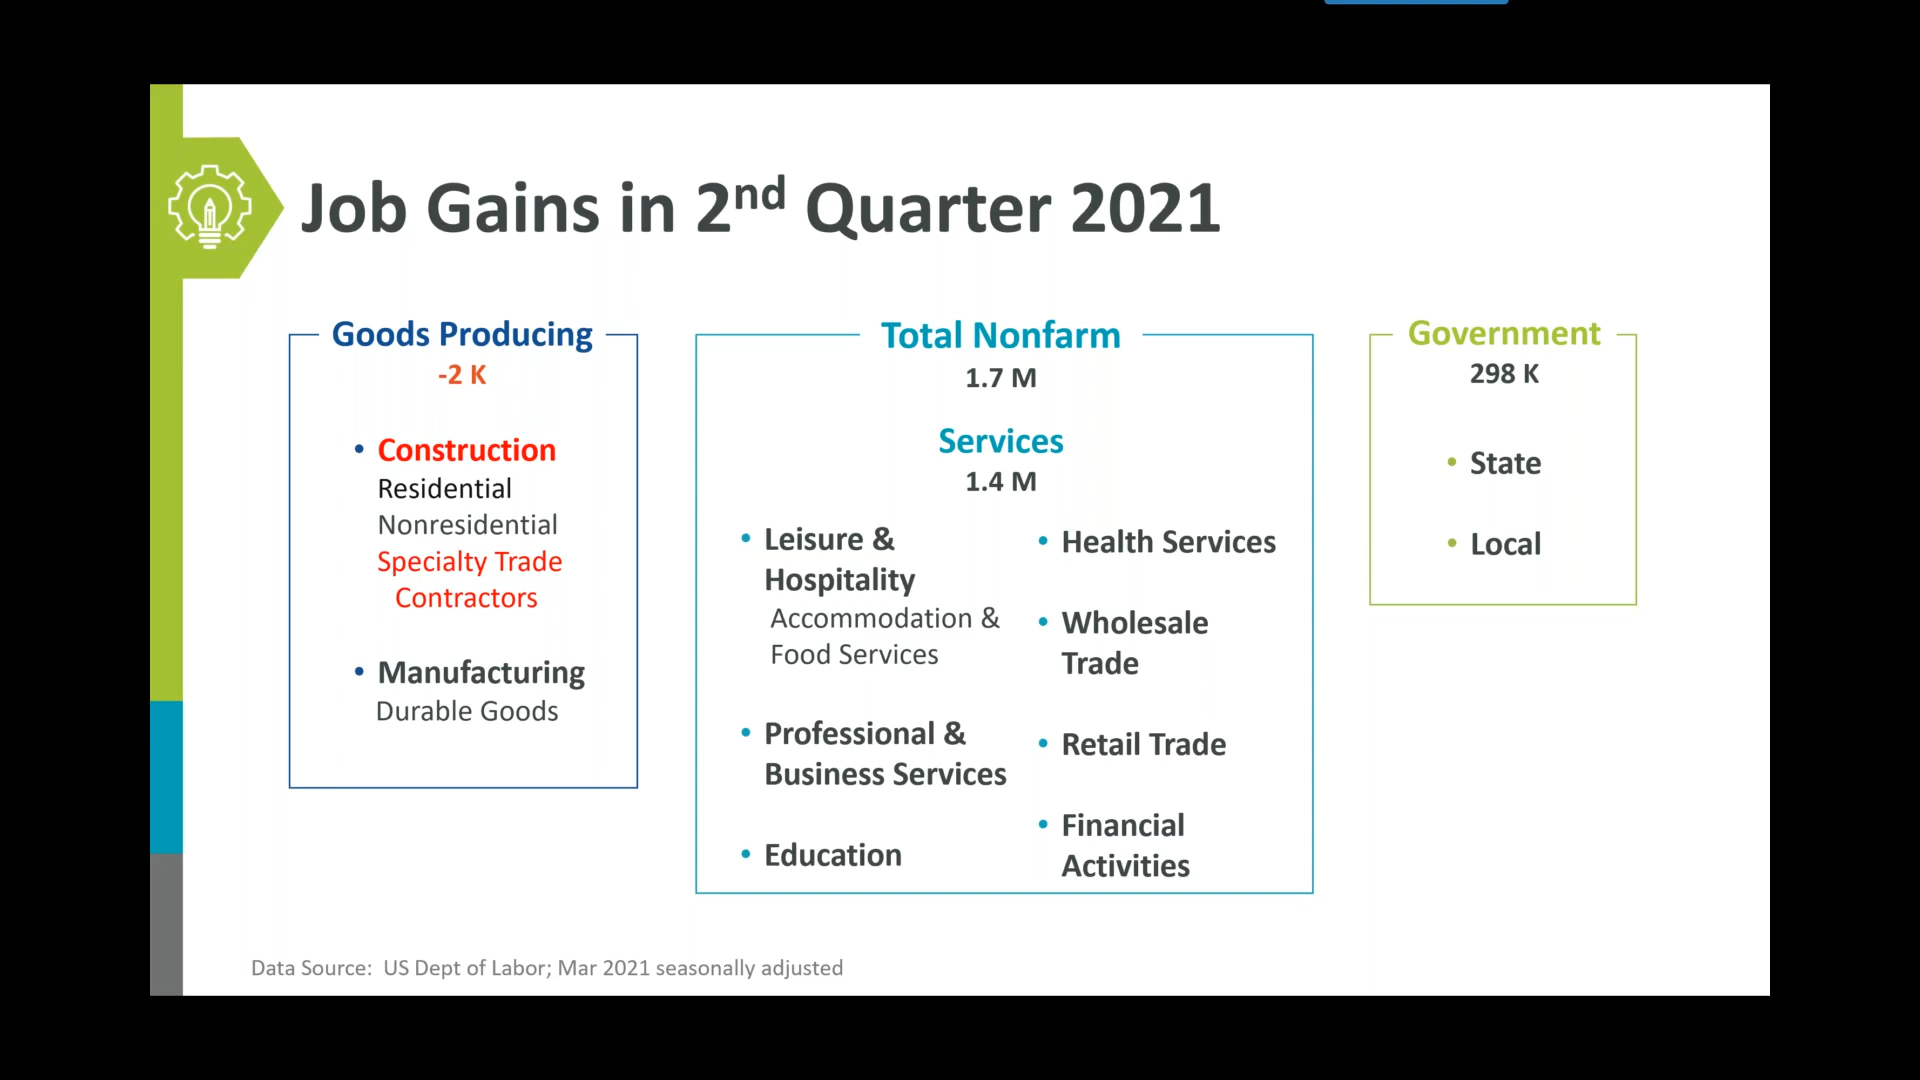 Job Gains in 2nd Quarter 2021
Goods Producing
-2 K
• Construction
Residential
Nonresidential
Specialty Trade
Contractors
• Manufacturing
Durable Goods
Total Nonfarm
1.7 M
Services
1.4 M
• Leisure &
Hospitality
Accommodation &
Food Services
• Professional &
Business Services
• Education
• Health Services
• Wholesale
Trade
• Retail Trade
• Financial
Activities
Government
298 K
• State
• Local
Data Source: US Dept of Labor; Mar 2021 seasonally adjusted